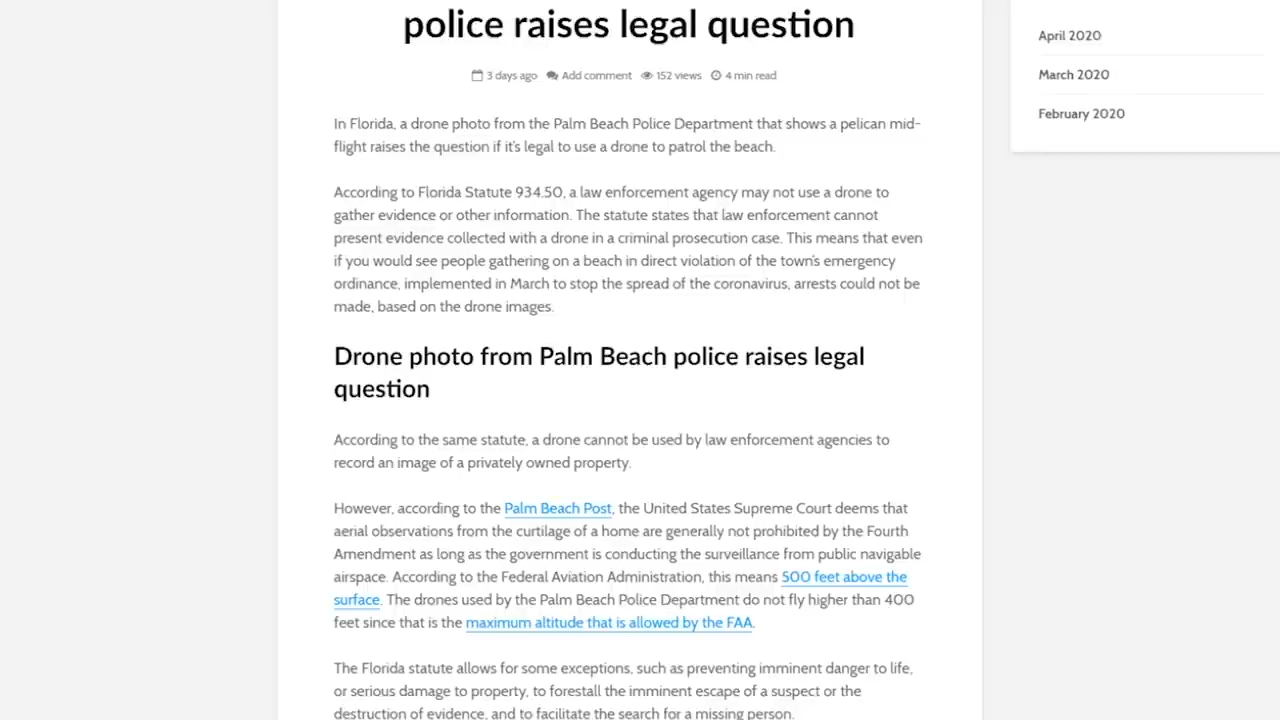 police raises legal question
3 days ago Add comment 152 views 4 min read
In Florida, a drone photo from the Palm Beach Police Department that shows a pelican mid-
flight raises the question if it's legal to use a drone to patrol the beach.
According to Florida Statute 934.50, a law enforcement agency may not use a drone to
gather evidence or other information. The statute states that law enforcement cannot
present evidence collected with a drone in a criminal prosecution case. This means that even
if you would see people gathering on a beach in direct violation of the town's emergency
ordinance, implemented in March to stop the spread of the coronavirus, arrests could not be
made, based on the drone images.
Drone photo from Palm Beach police raises legal
question
According to the same statute, a drone cannot be used by law enforcement agencies to
record an image of a privately owned property.
However, according to the Palm Beach Post, the United States Supreme Court deems that
aerial observations from the curtilage of a home are generally not prohibited by the Fourth
Amendment as long as the government is conducting the surveillance from public navigable
airspace. According to the Federal Aviation Administration, this means 500 feet above the
surface. The drones used by the Palm Beach Police Department do not fly higher than 400
feet since that is the maximum altitude that is allowed by the FAA.
The Florida statute allows for some exceptions, such as preventing imminent danger to life,
or serious damage to property, to forestall the imminent escape of a suspect or the
destruction of evidence, and to facilitate the search for a missing person.
April 2020
March 2020
February 2020